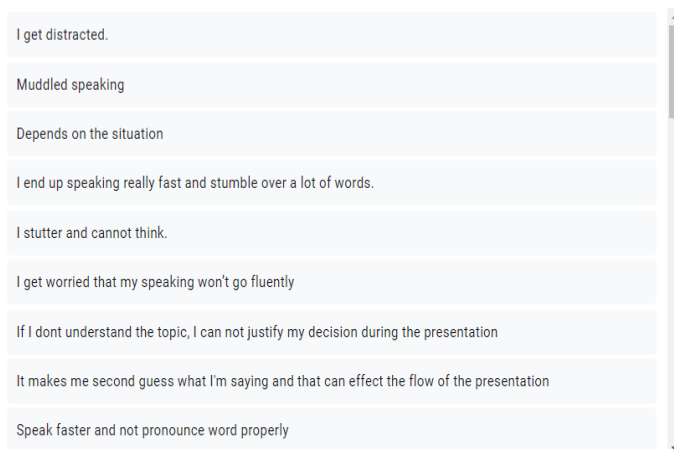 I get distracted.
Muddled speaking
Depends on the situation
I end up speaking really fast and stumble over a lot of words.
I stutter and cannot think.
I get worried that my speaking won't go fluently
If I dont understand the topic, I can not justify my decision during the presentation
It makes me second guess what I'm saying and that can effect the flow of the presentation
Speak faster and not pronounce word properly